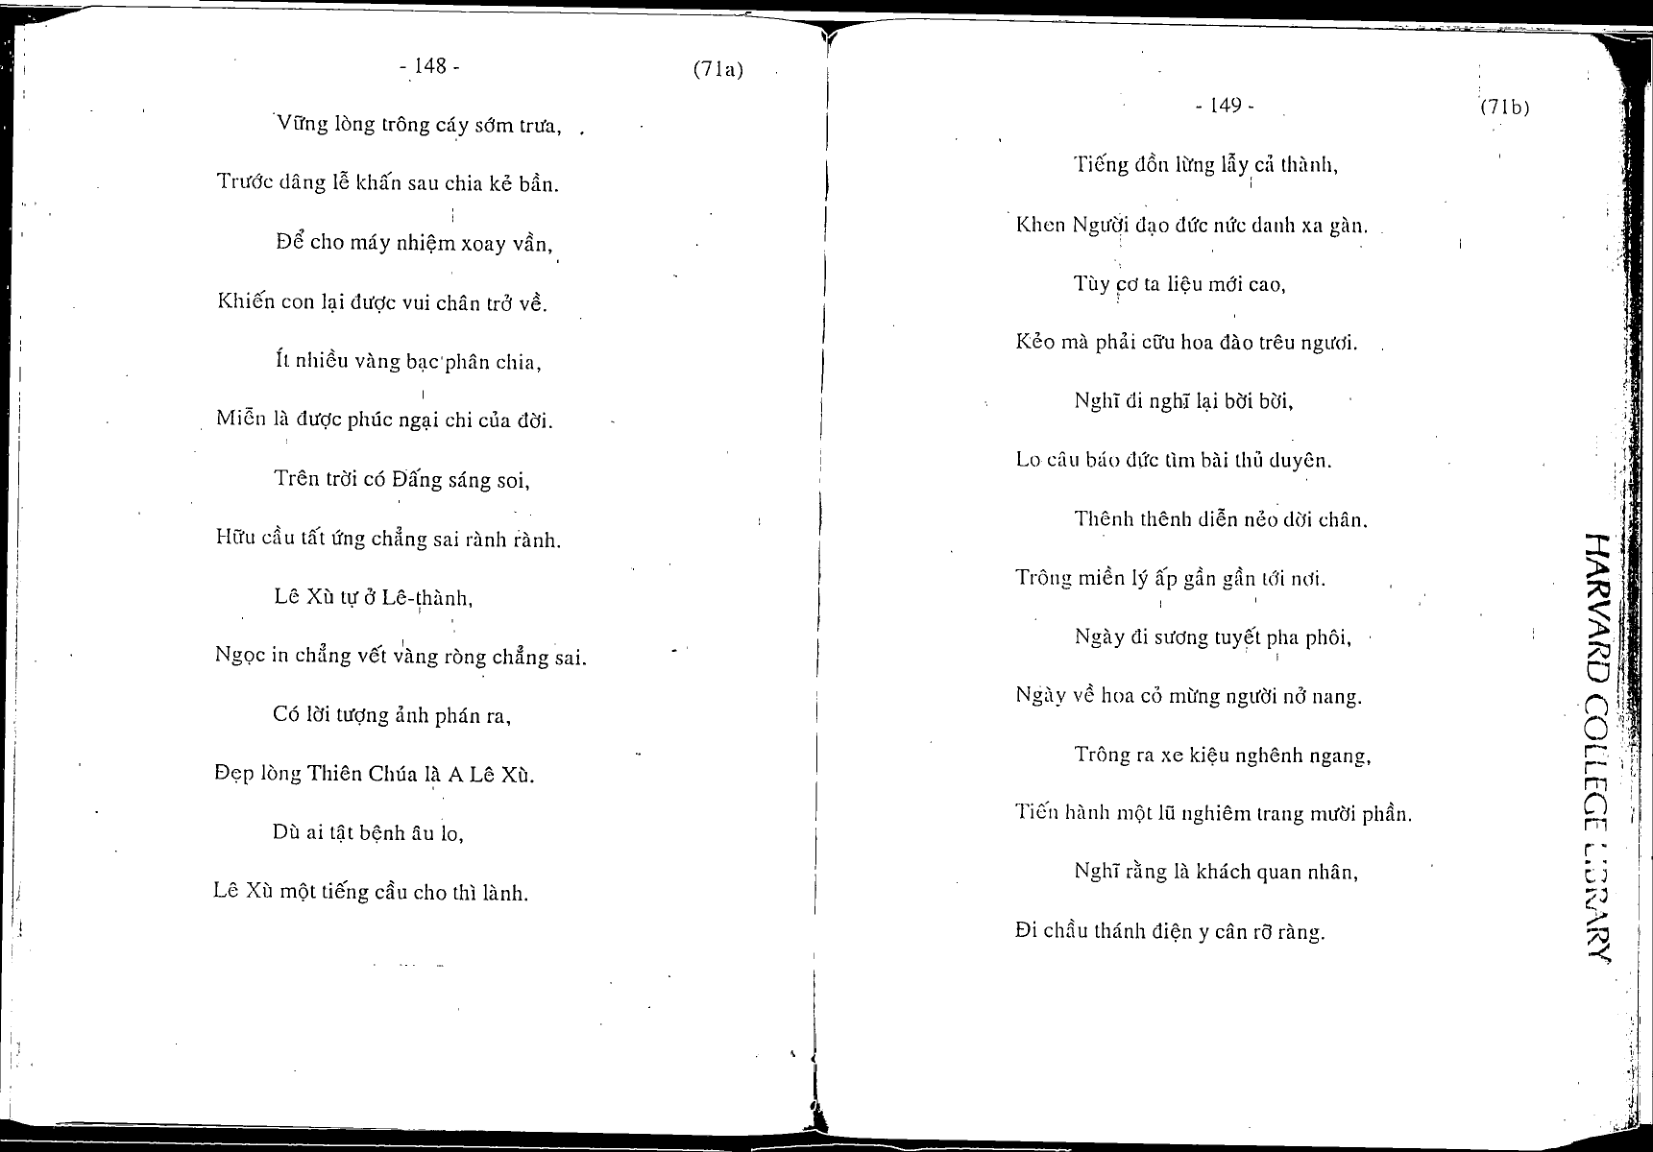 - 148 - (71a)
Vững lòng trông cáy sớm trưa,
Trước dâng lễ khấn sau chia kẻ bần.
Để cho máy nhiệm xoay vần,
Khiến con lại được vui chân trở về.
Ít nhiều vàng bạc phân chia,
Miễn là được phúc ngại chi của đời.
Trên trời có Đấng sáng soi,
Hữu cầu tất ứng chẳng sai rành rành.
Lê Xù tự ở Lê-thành,
Ngọc in chẳng vết vàng ròng chẳng sai.
Có lời tượng ảnh phán ra,
Đẹp lòng Thiên Chúa là A Lê Xù.
Dù ai tật bệnh âu lo,
Lê Xù một tiếng cầu cho thì lành.
- 149 - (71b)
Tiếng đồn lừng lẫy cả thành,
Khen Người đạo đức nức danh xa gàn.
Tùy cơ ta liệu mới cao,
Kẻo mà phải cữu hoa đào trêu ngươi.
Nghĩ đi nghĩ lại bời bời,
Lo câu báo đức tìm bài thủ duyên.
Thênh thênh diễn nẻo dời chân.
Trông miền lý ấp gần gần tới nơi.
Ngày đi sương tuyết pha phôi,
Ngày về hoa cỏ mừng người nở nang.
Trông ra xe kiệu nghênh ngang,
Tiến hành một lũ nghiêm trang mười phần.
Nghĩ rằng là khách quan nhân,
Đi chầu thánh điện y cân rỡ ràng.
HARVARD COLLEGE LIBRARY